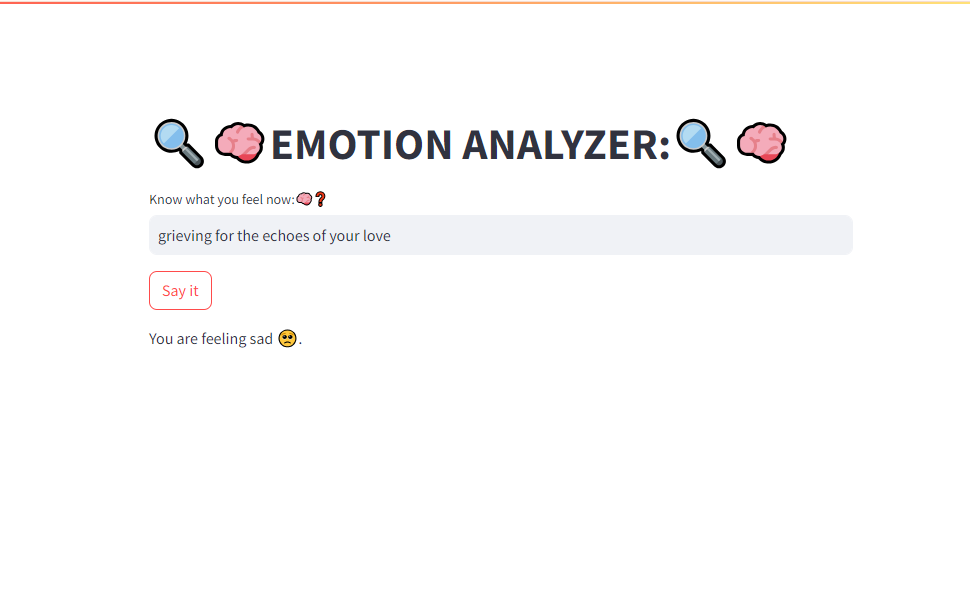 🔍🧠EMOTION ANALYZER:🔍🧠
Know what you feel now:🧠❓
grieving for the echoes of your love
Say it
You are feeling sad 🥺.